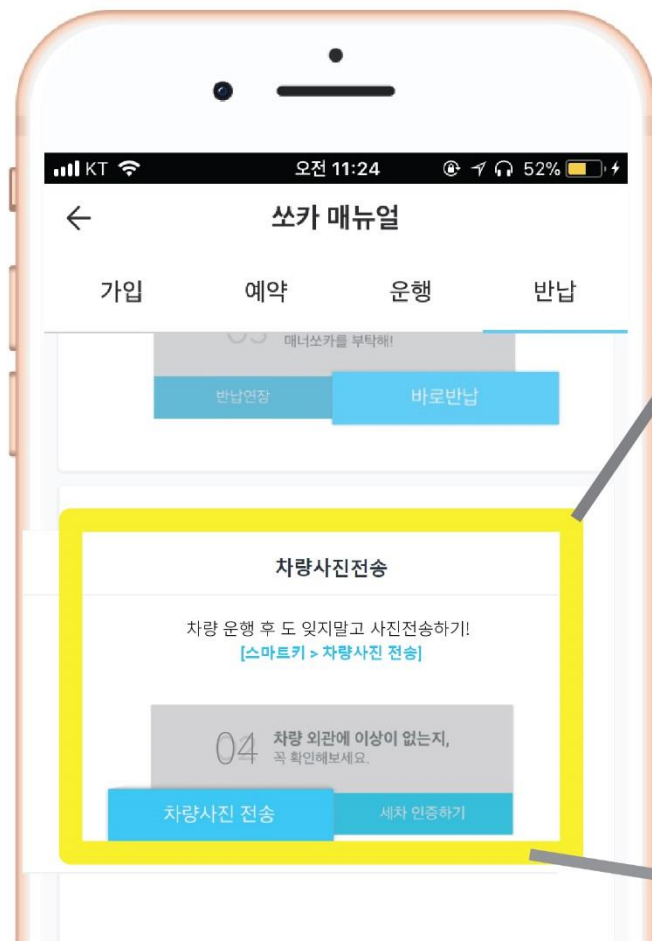 KT 오전 11:24 52%
쏘카 매뉴얼
가입 예약 운행 반납
매너쏘카를 부탁해!
반납연장 바로반납
차량사진전송
차량 운행 후 도 잊지말고 사진전송하기!
[스마트키 > 차량사진 전송]
04 차량 외관에 이상이 없는지,
꼭 확인해보세요.
차량사진 전송 세차 인증하기